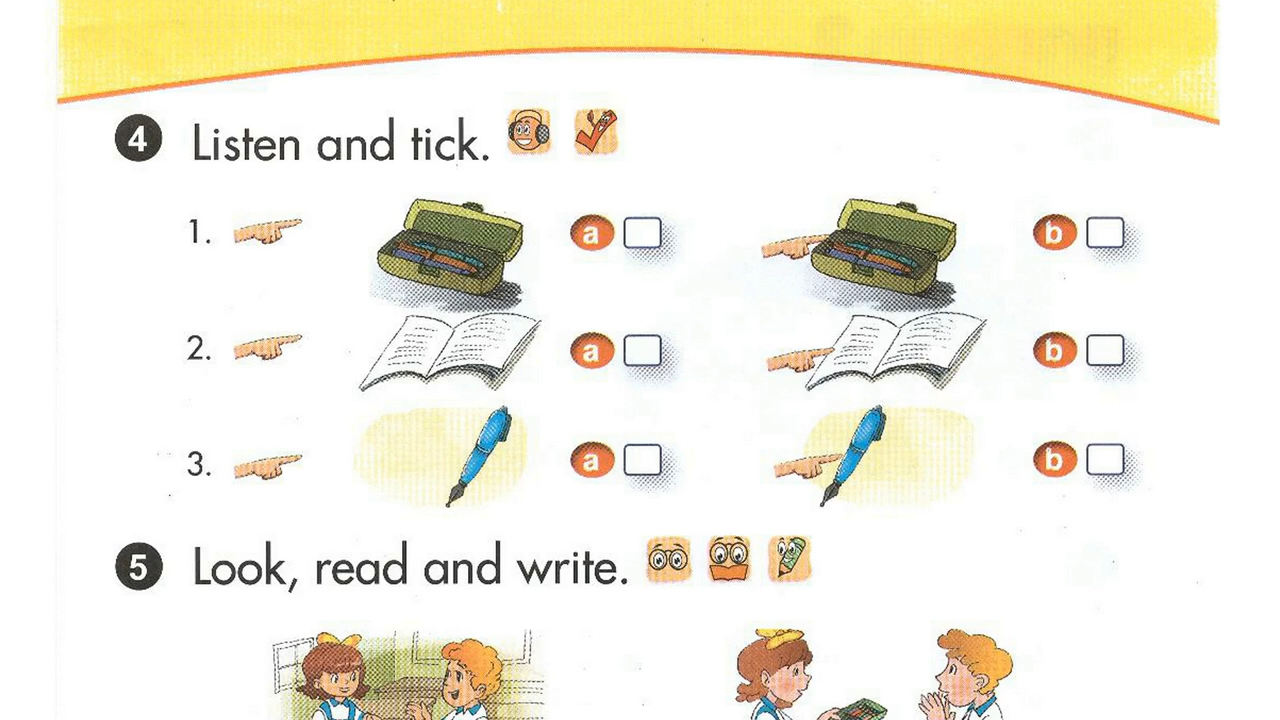 4 Listen and tick.
1. a b
2. a b
3. a b
5 Look, read and write.